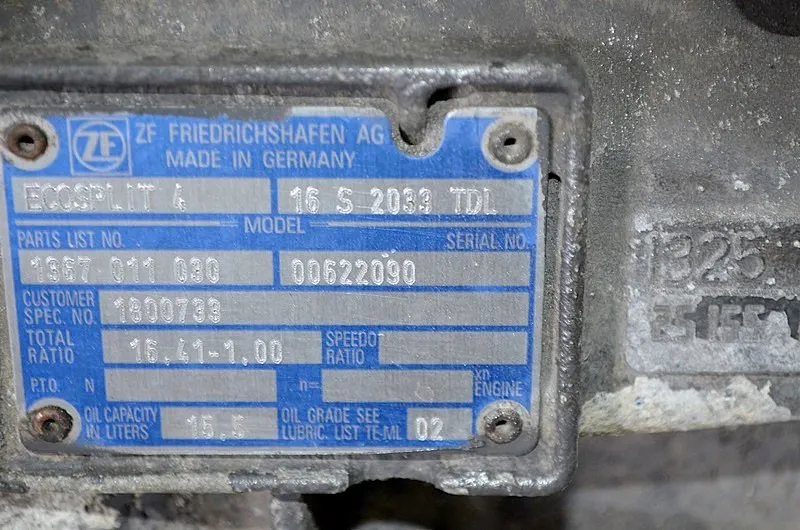 ZF
ZF FRIEDRICHSHAFEN AG
MADE IN GERMANY
ECOSPLIT 4 16 S 2033 TDL
MODEL
PARTS LIST NO. SERIAL NO.
1367 011 030 00622090
CUSTOMER
SPEC. NO. 1800733
TOTAL
RATIO 16.41-1.00 SPEEDO
RATIO
P.T.O. N n= xn
ENGINE
OIL CAPACITY
IN LITERS 15.5 OIL GRADE SEE
LUBRIC. LIST TE-ML 02
1325